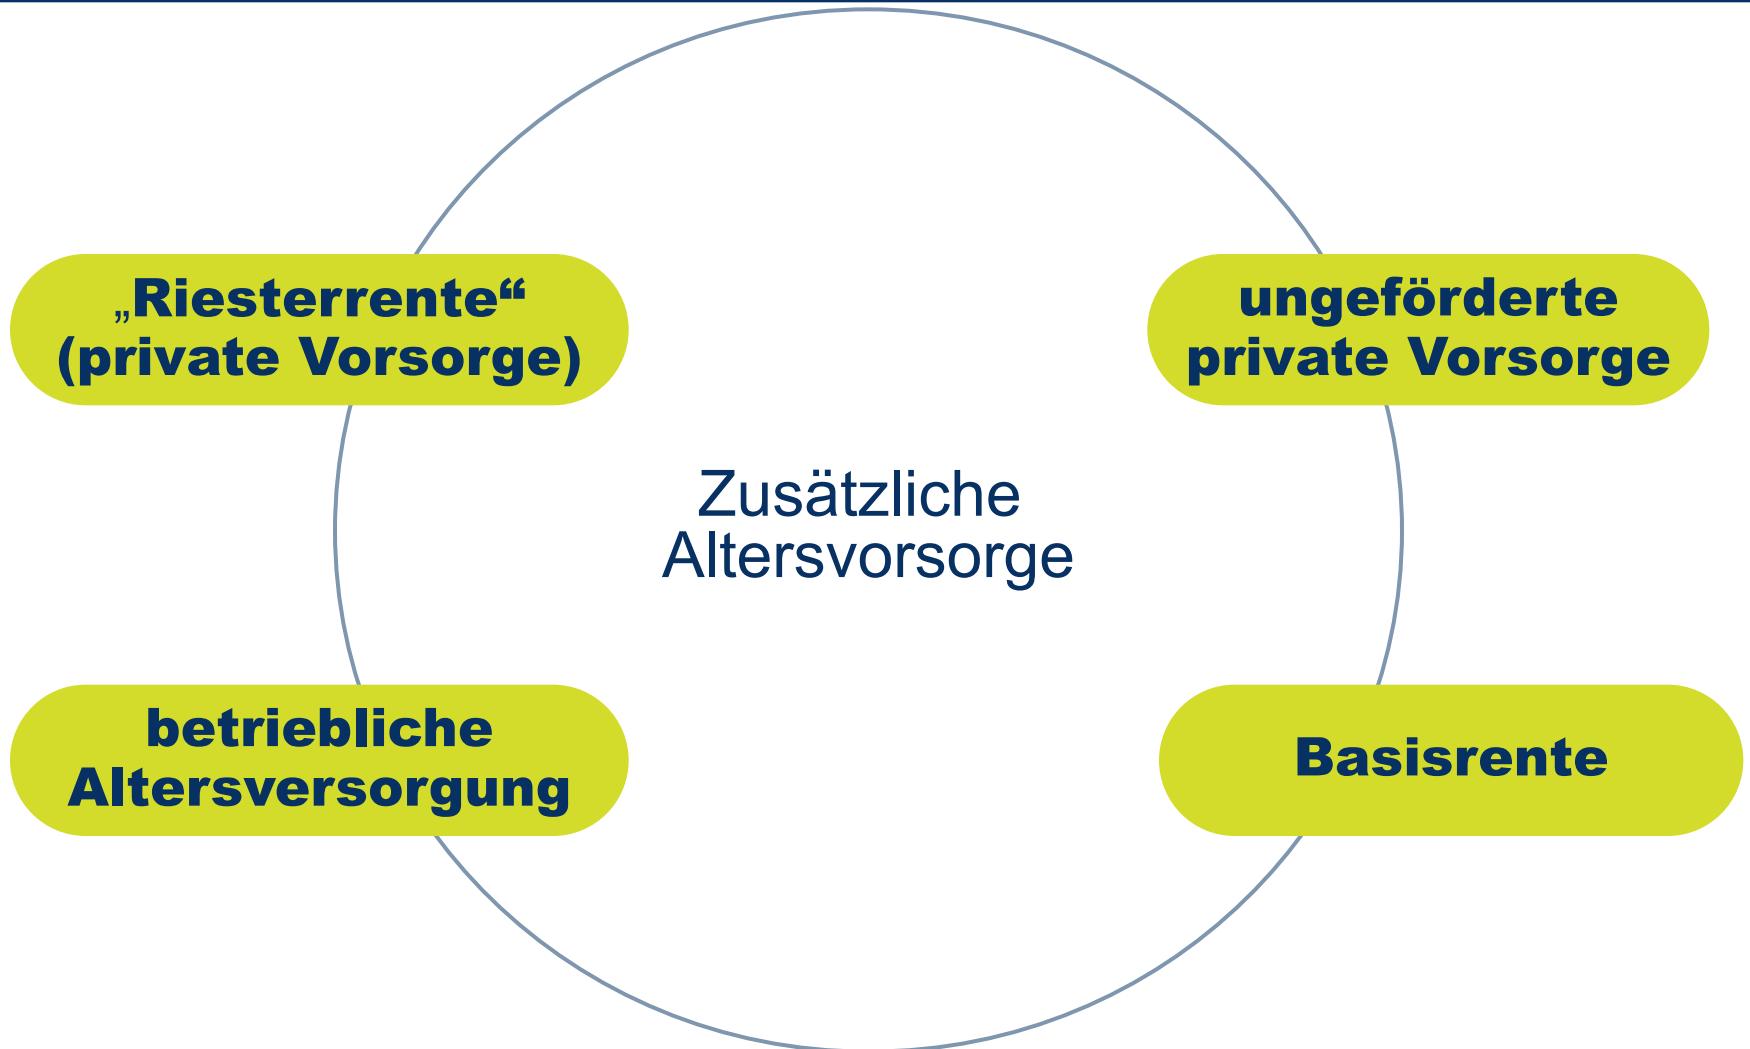 „Riesterrente“
(private Vorsorge)
ungeförderte
private Vorsorge
Zusätzliche
Altersvorsorge
betriebliche
Altersversorgung
Basisrente